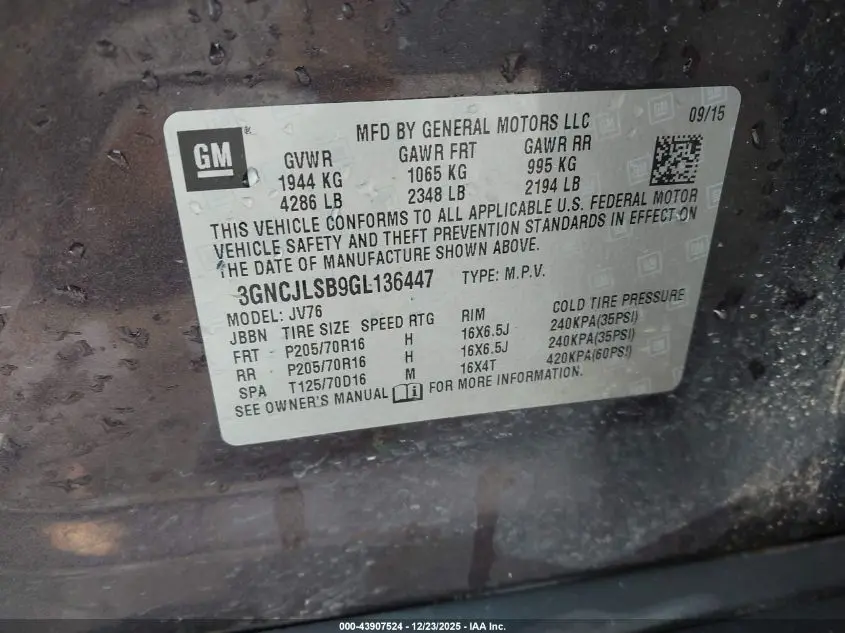 GM
MFD BY GENERAL MOTORS LLC 09/15
GVWR GAWR FRT GAWR RR
1944 KG 1065 KG 995 KG
4286 LB 2348 LB 2194 LB
THIS VEHICLE CONFORMS TO ALL APPLICABLE U.S. FEDERAL MOTOR
VEHICLE SAFETY AND THEFT PREVENTION STANDARDS IN EFFECT ON
THE DATE OF MANUFACTURE SHOWN ABOVE.
3GNCJLSB9GL136447 TYPE: M.P.V.
MODEL: JV76
JBBN TIRE SIZE SPEED RTG RIM COLD TIRE PRESSURE
FRT P205/70R16 H 16X6.5J 240KPA(35PSI)
RR P205/70R16 H 16X6.5J 240KPA(35PSI)
SPA T125/70D16 M 16X4T 420KPA(60PSI)
SEE OWNER'S MANUAL FOR MORE INFORMATION.
000-43907524 - 12/23/2025 - IAA Inc.